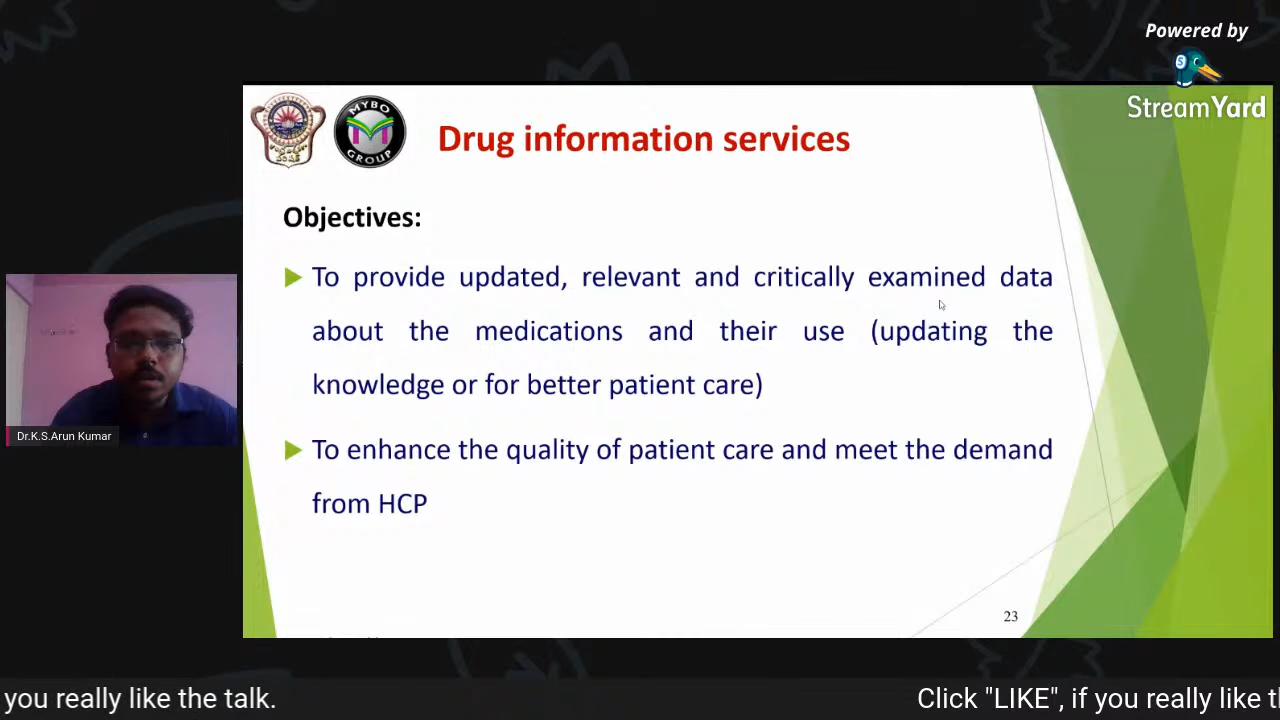 Powered by
StreamYard
MYBO
GROUP
Drug information services
Objectives:
To provide updated, relevant and critically examined data
about the medications and their use (updating the
knowledge or for better patient care)
To enhance the quality of patient care and meet the demand
from HCP
23
Dr.K.S.Arun Kumar
you really like the talk.
Click "LIKE", if you really like t